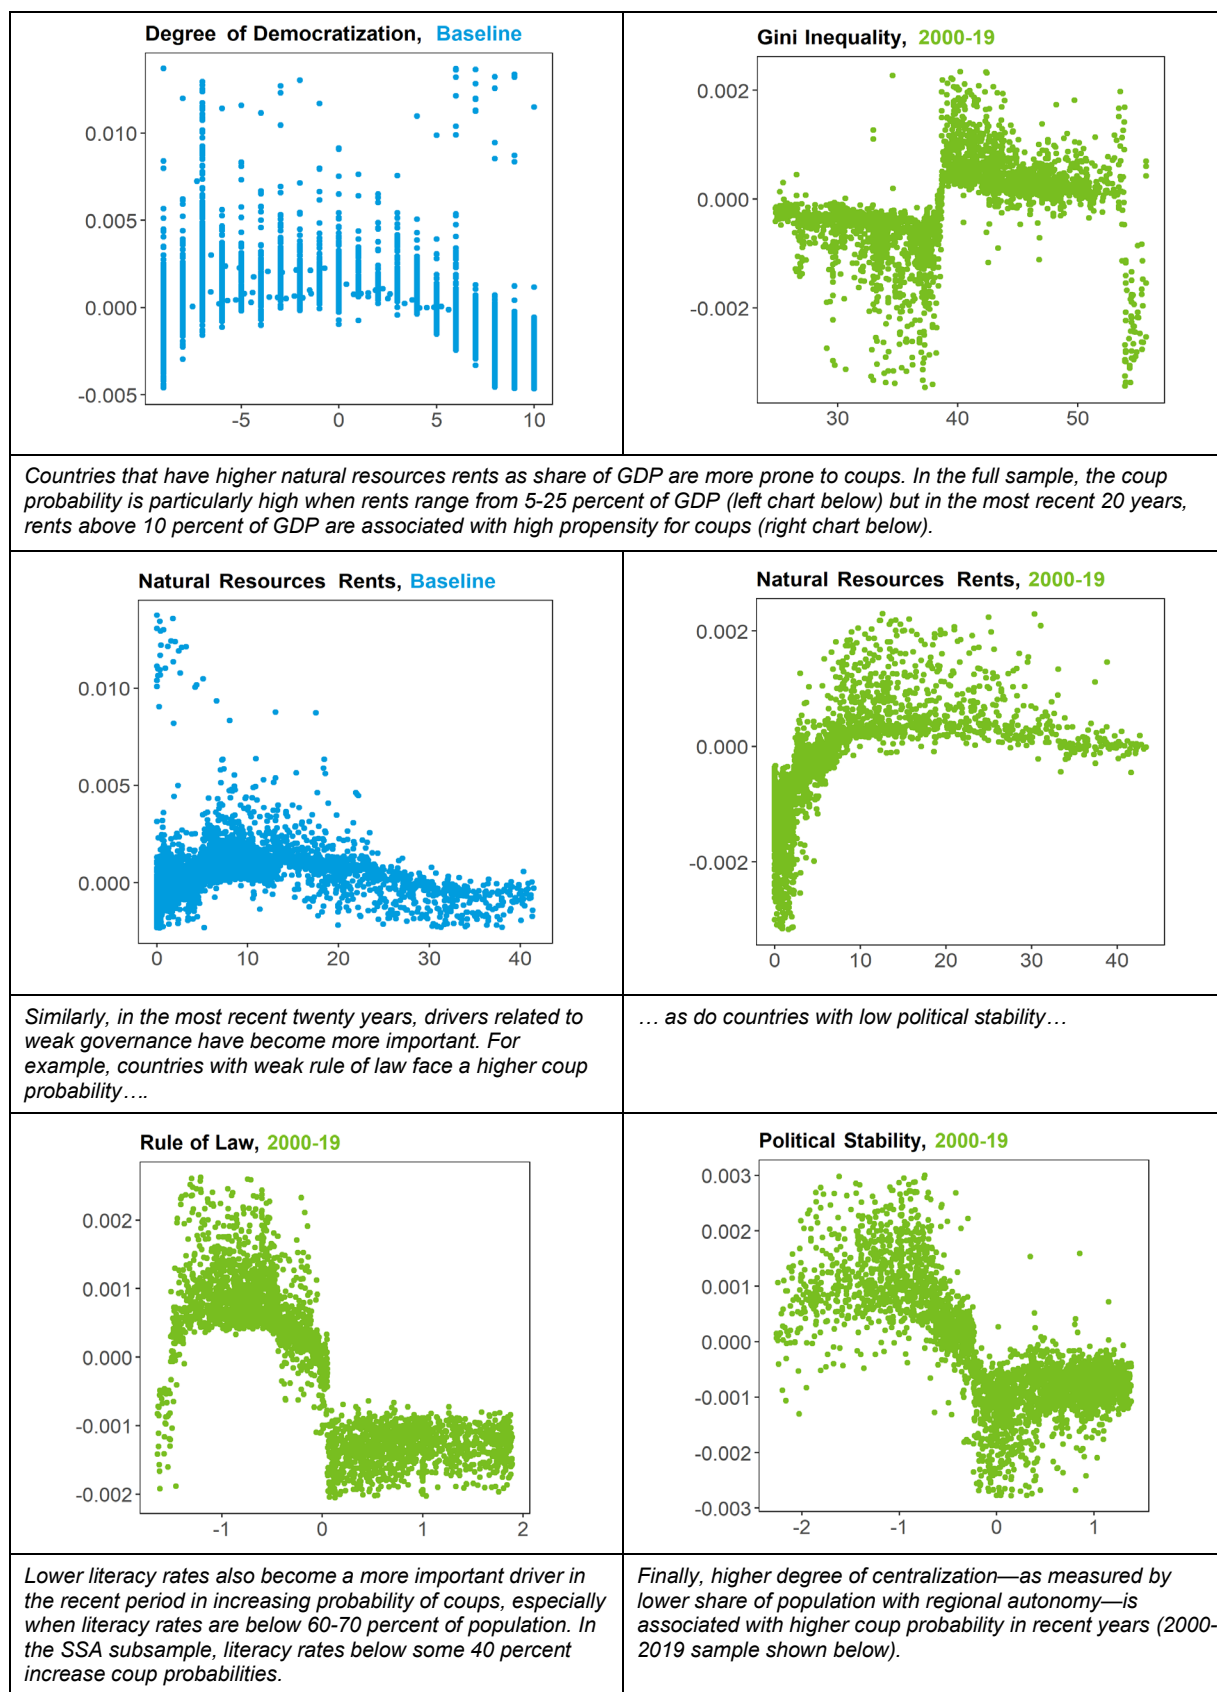 Degree of Democratization, Baseline
0.010
0.005
0.000
-0.005
-5
0
5
10
Gini Inequality, 2000-19
0.002
0.000
-0.002
30
40
50
Countries that have higher natural resources rents as share of GDP are more prone to coups. In the full sample, the coup
probability is particularly high when rents range from 5-25 percent of GDP (left chart below) but in the most recent 20 years,
rents above 10 percent of GDP are associated with high propensity for coups (right chart below).
Natural Resources Rents, Baseline
0.010
0.005
0.000
0
10
20
30
40
Natural Resources Rents, 2000-19
0.002
0.000
-0.002
0
10
20
30
40
Similarly, in the most recent twenty years, drivers related to
weak governance have become more important. For
example, countries with weak rule of law face a higher coup
probability….
… as do countries with low political stability…
Rule of Law, 2000-19
0.002
0.001
0.000
-0.001
-0.002
-1
0
1
2
Political Stability, 2000-19
0.003
0.002
0.001
0.000
-0.001
-0.002
-0.003
-2
-1
0
1
Lower literacy rates also become a more important driver in
the recent period in increasing probability of coups, especially
when literacy rates are below 60-70 percent of population. In
the SSA subsample, literacy rates below some 40 percent
increase coup probabilities.
Finally, higher degree of centralization—as measured by
lower share of population with regional autonomy—is
associated with higher coup probability in recent years (2000-
2019 sample shown below).